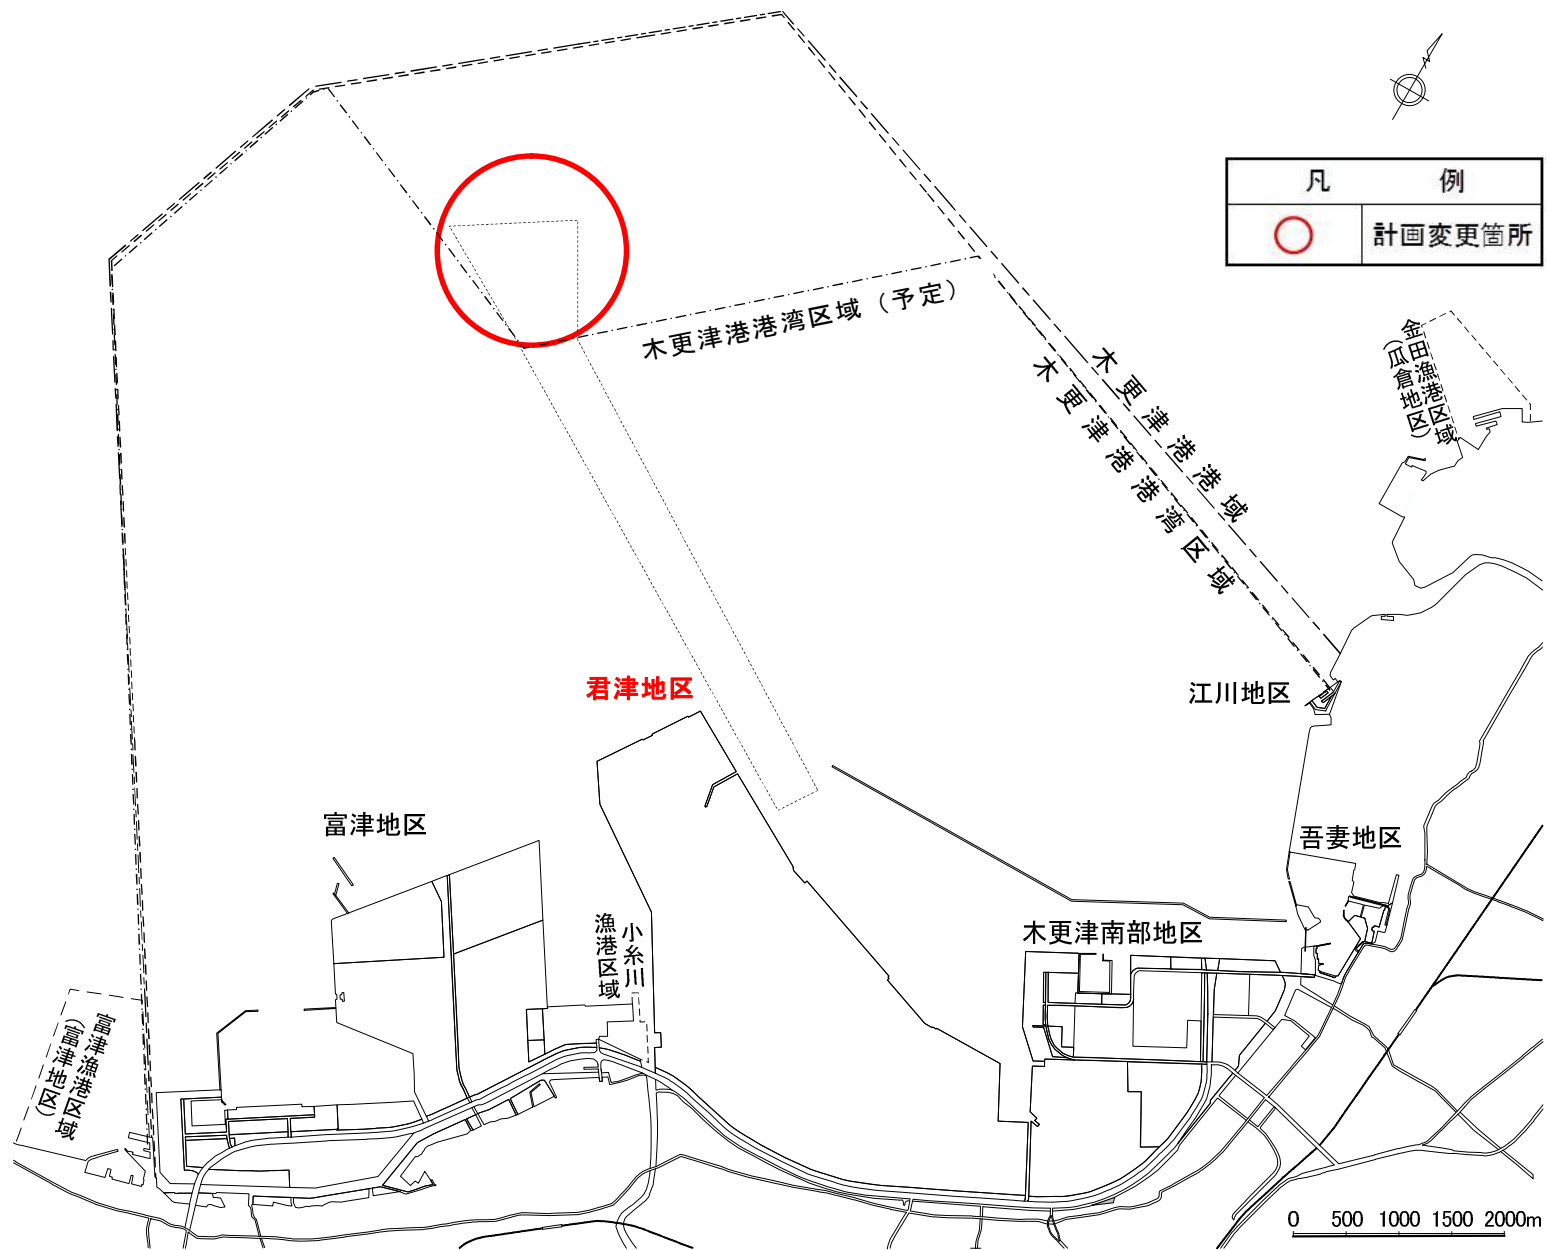 N
凡 例
計画変更箇所
木更津港港湾区域（予定）
木更津港港域
木更津港港湾区域
金田漁港区域
（瓜倉地区）
君津地区
江川地区
富津地区
吾妻地区
小糸川
漁港区域
木更津南部地区
富津漁港区域
（富津地区）
0 500 1000 1500 2000m